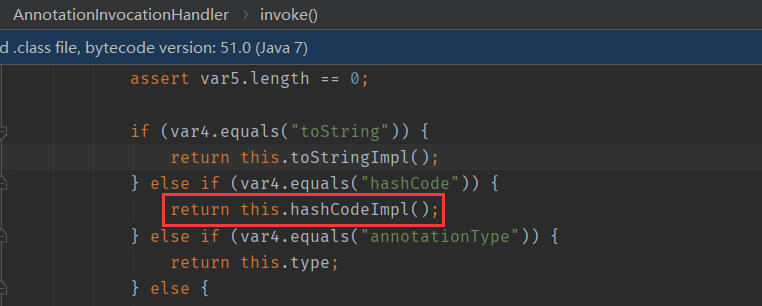 AnnotationInvocationHandler › invoke()
d .class file, bytecode version: 51.0 (Java 7)
assert var5.length == 0;
if (var4.equals("toString")) {
return this.toStringImpl();
} else if (var4.equals("hashCode")) {
return this.hashCodeImpl();
} else if (var4.equals("annotationType")) {
return this.type;
} else {